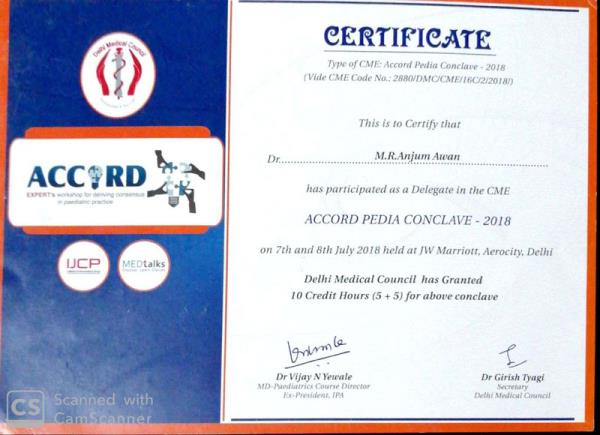 Delhi Medical Council
ACCORD
EXPERT's workshop for deriving consensus
in paediatric practice
IJCP
MEDtalks
CERTIFICATE
Type of CME: Accord Pedia Conclave - 2018
(Vide CME Code No.: 2880/DMC/CME/16C/2/2018/)
This is to Certify that
Dr. M.R.Anjum Awan
has participated as a Delegate in the CME
ACCORD PEDIA CONCLAVE - 2018
on 7th and 8th July 2018 held at JW Marriott, Aerocity, Delhi
Delhi Medical Council has Granted
10 Credit Hours (5 + 5) for above conclave
Dr Vijay N Yewale
MD-Paediatrics Course Director
Ex-President, IPA
Dr Girish Tyagi
Secretary
Delhi Medical Council
CS Scanned with
CamScanner